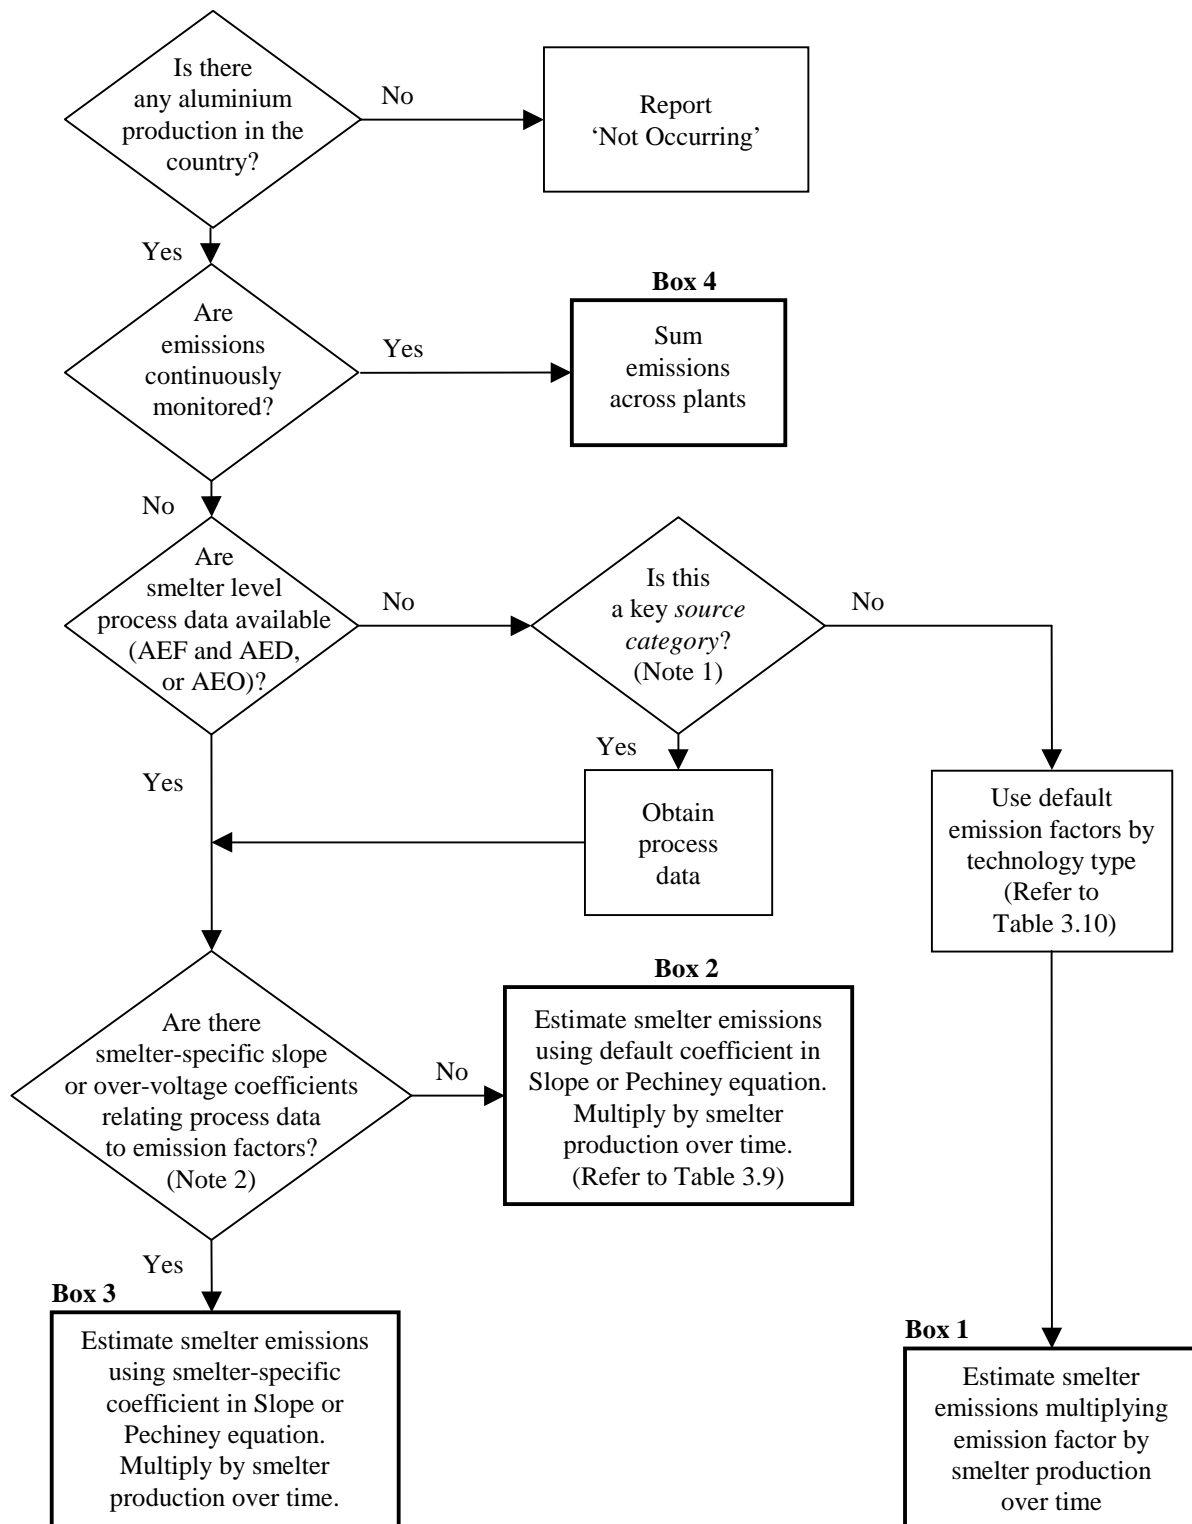 Is there
any aluminium
production in the
country?
No
Report
‘Not Occurring’
Yes
Box 4
Are
emissions
continuously
monitored?
Yes
Sum
emissions
across plants
No
Are
smelter level
process data available
(AEF and AED,
or AEO)?
No
Is this
a key source
category?
(Note 1)
No
Yes
Yes
Obtain
process
data
Use default
emission factors by
technology type
(Refer to
Table 3.10)
Box 2
Are there
smelter-specific slope
or over-voltage coefficients
relating process data
to emission factors?
(Note 2)
No
Estimate smelter emissions
using default coefficient in
Slope or Pechiney equation.
Multiply by smelter
production over time.
(Refer to Table 3.9)
Yes
Box 3
Estimate smelter emissions
using smelter-specific
coefficient in Slope or
Pechiney equation.
Multiply by smelter
production over time.
Box 1
Estimate smelter
emissions multiplying
emission factor by
smelter production
over time